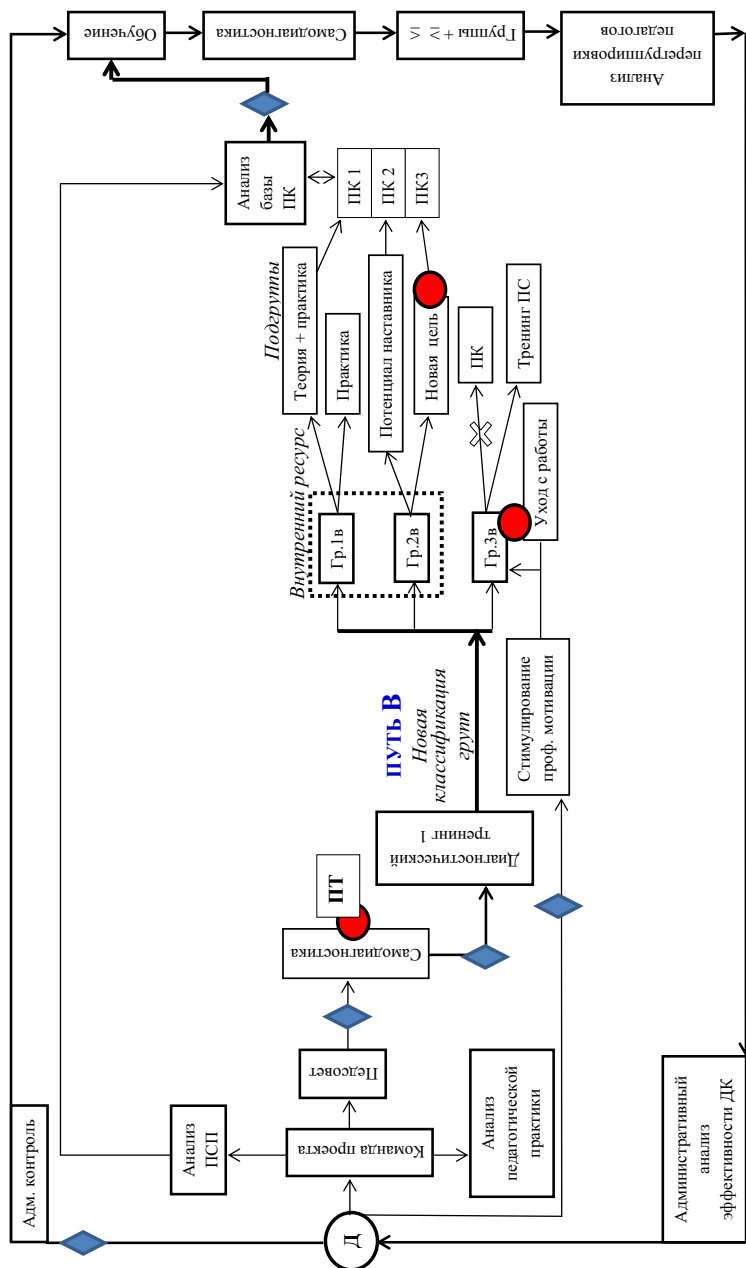 Адм. контроль
Д
Анализ
ПСП
Команда проекта
Анализ
педагогической
практики
Административный
анализ
эффективности ДК
Педсовет
Самодиагностика
ПТ
Диагностический
тренинг 1
ПУТЬ В
Новая
классификация
групп
Стимулирование
проф. мотивации
Внутренний ресурс
Гр.1в
Гр.2в
Гр.3в
Уход с работы
Подгруппы
Теория + практика
Практика
Потенциал наставника
Новая цель
ПК
Тренинг ПС
Анализ
базы
ПК
ПК 1
ПК 2
ПК3
Обучение
Самодиагностика
Группы + ≥ ≤
Анализ
перегруппировки
педагогов